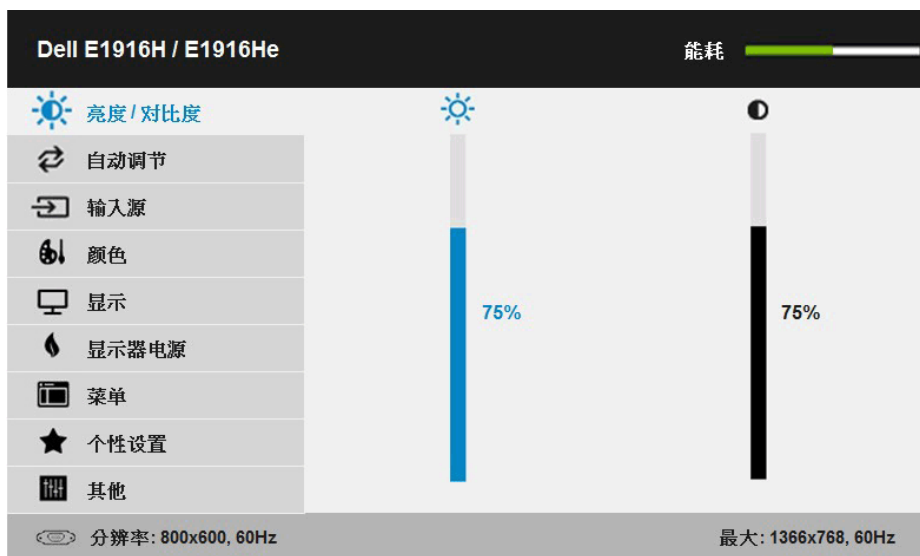 Dell E1916H / E1916He
能耗
亮度 / 对比度
自动调节
输入源
颜色
显示
显示器电源
菜单
个性设置
其他
75%
75%
分辨率: 800x600, 60Hz
最大: 1366x768, 60Hz